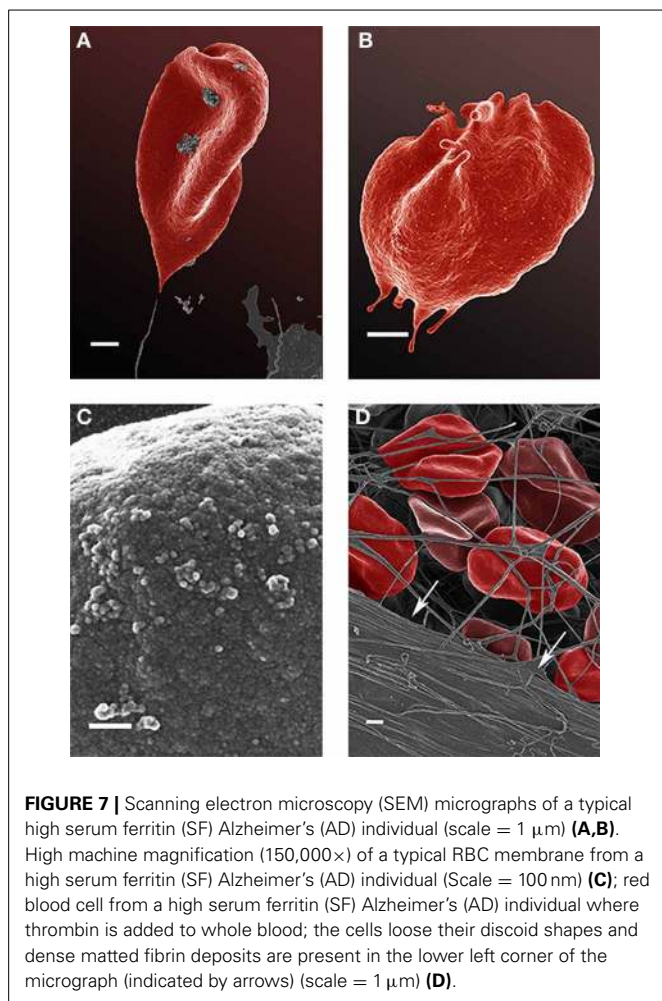 A
B
C
D
FIGURE 7 | Scanning electron microscopy (SEM) micrographs of a typical
high serum ferritin (SF) Alzheimer's (AD) individual (scale = 1 μm) (A,B).
High machine magnification (150,000×) of a typical RBC membrane from a
high serum ferritin (SF) Alzheimer's (AD) individual (Scale = 100 nm) (C); red
blood cell from a high serum ferritin (SF) Alzheimer's (AD) individual where
thrombin is added to whole blood; the cells loose their discoid shapes and
dense matted fibrin deposits are present in the lower left corner of the
micrograph (indicated by arrows) (scale = 1 μm) (D).